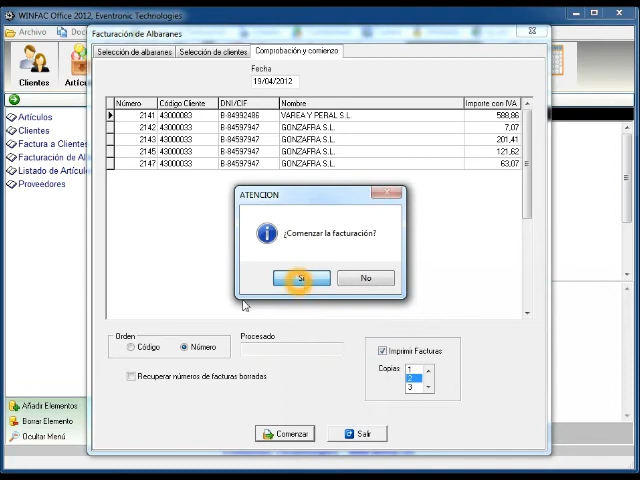 WINFAC Office 2012, Eventronic Technologies
Archivo
Clientes
Artículos
Clientes
Factura a Clientes
Facturación de
Listado de Artículo
Proveedores
Añadir Elementos
Borrar Elemento
Ocultar Menú
Facturación de Albaranes
Selección de albaranes Selección de clientes Comprobación y comienzo
Fecha
19/04/2012
Número Código Cliente DNI/CIF Nombre Importe con IVA
2141 43000083 B-84992486 VAREA Y PERAL S.L. 588,86
2142 43000033 B-84597947 GONZAFRA S.L. 7,07
2143 43000033 B-84597947 GONZAFRA S.L. 201,41
2145 43000033 B-84597947 GONZAFRA S.L. 121,62
2147 43000033 B-84597947 GONZAFRA S.L. 63,07
ATENCION
¿Comenzar la facturación?
Sí No
Orden
Código Número
Procesado
Recuperar números de facturas borradas
Imprimir Facturas
Copias 1
2
3
Comenzar Salir